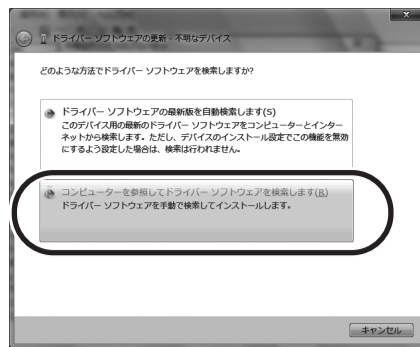 ドライバー ソフトウェアの更新 - 不明なデバイス
どのような方法でドライバー ソフトウェアを検索しますか?
ドライバー ソフトウェアの最新版を自動検索します(S)
このデバイス用の最新のドライバー ソフトウェアをコンピューターとインター
ネットから検索します。ただし、デバイスのインストール設定でこの機能を無効
にするよう設定した場合は、検索は行われません。
コンピューターを参照してドライバー ソフトウェアを検索します(R)
ドライバー ソフトウェアを手動で検索してインストールします。
キャンセル